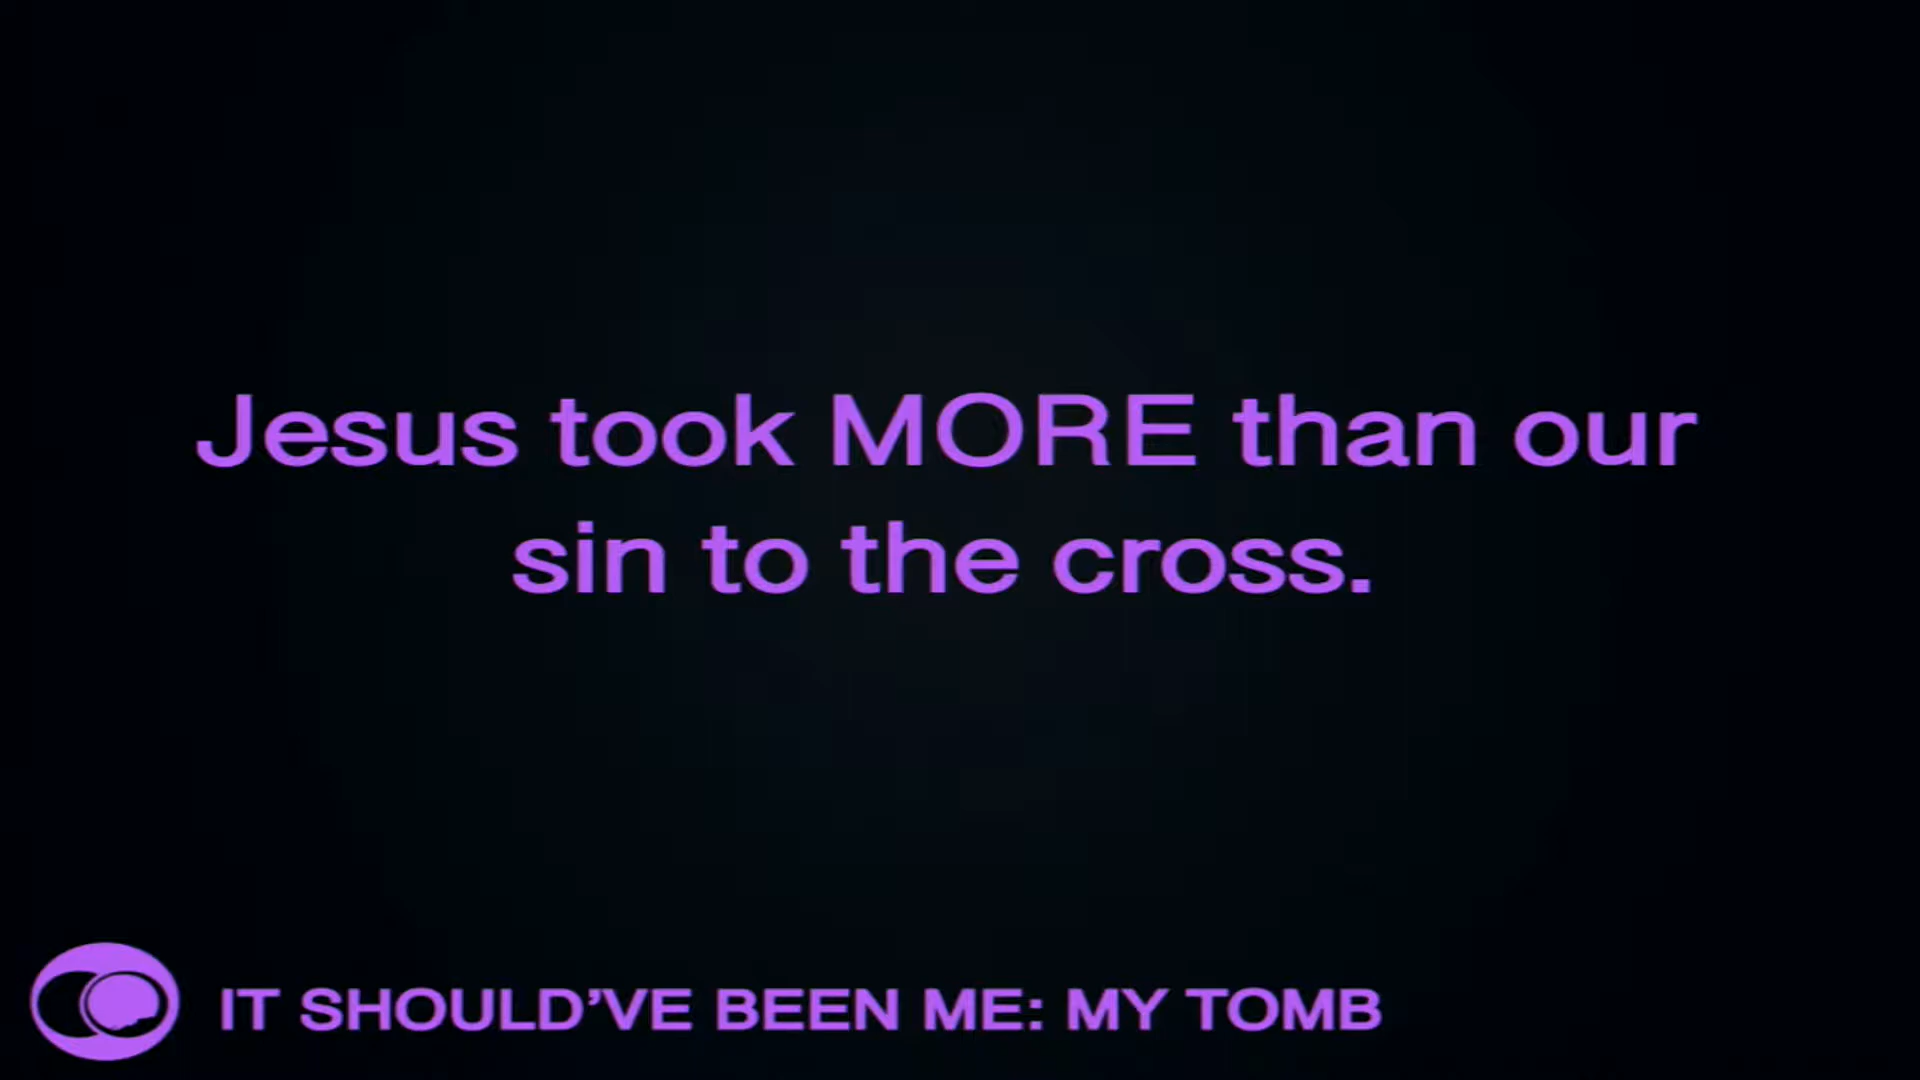 Jesus took MORE than our
sin to the cross.
IT SHOULD’VE BEEN ME: MY TOMB